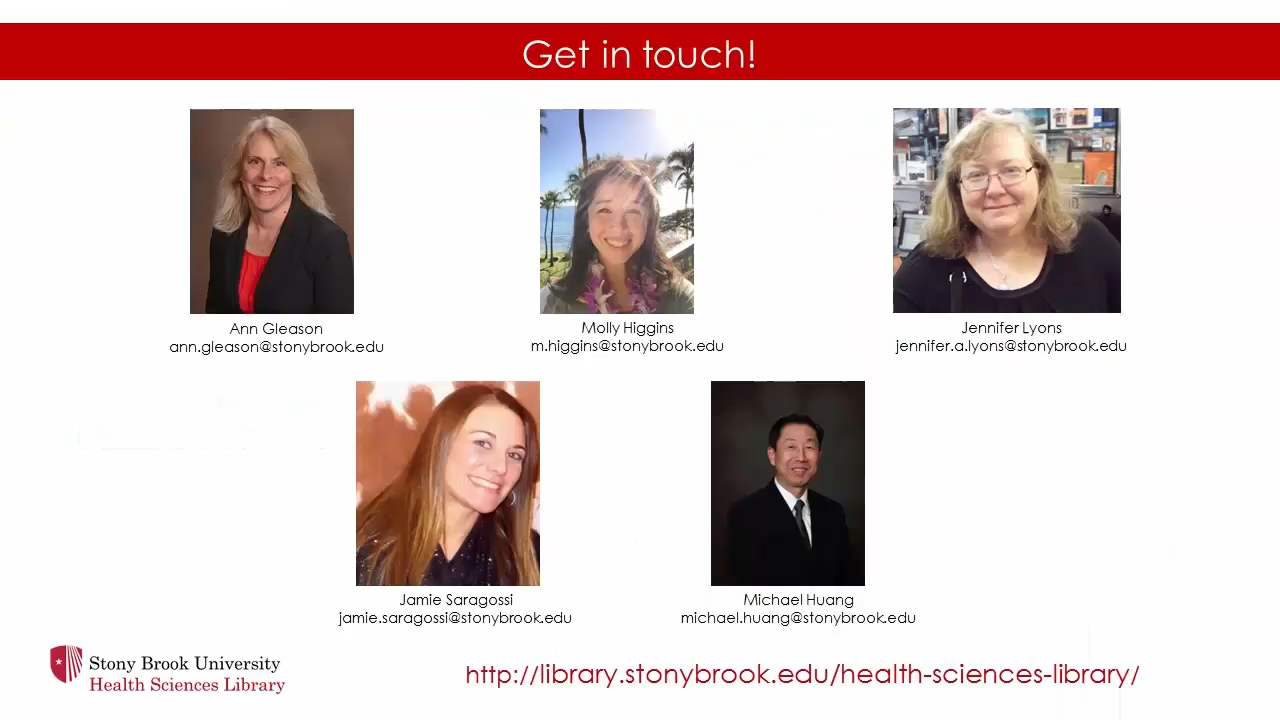 Get in touch!
Ann Gleason
ann.gleason@stonybrook.edu
Molly Higgins
m.higgins@stonybrook.edu
Jennifer Lyons
jennifer.a.lyons@stonybrook.edu
Jamie Saragossi
jamie.saragossi@stonybrook.edu
Michael Huang
michael.huang@stonybrook.edu
Stony Brook University
Health Sciences Library
http://library.stonybrook.edu/health-sciences-library/